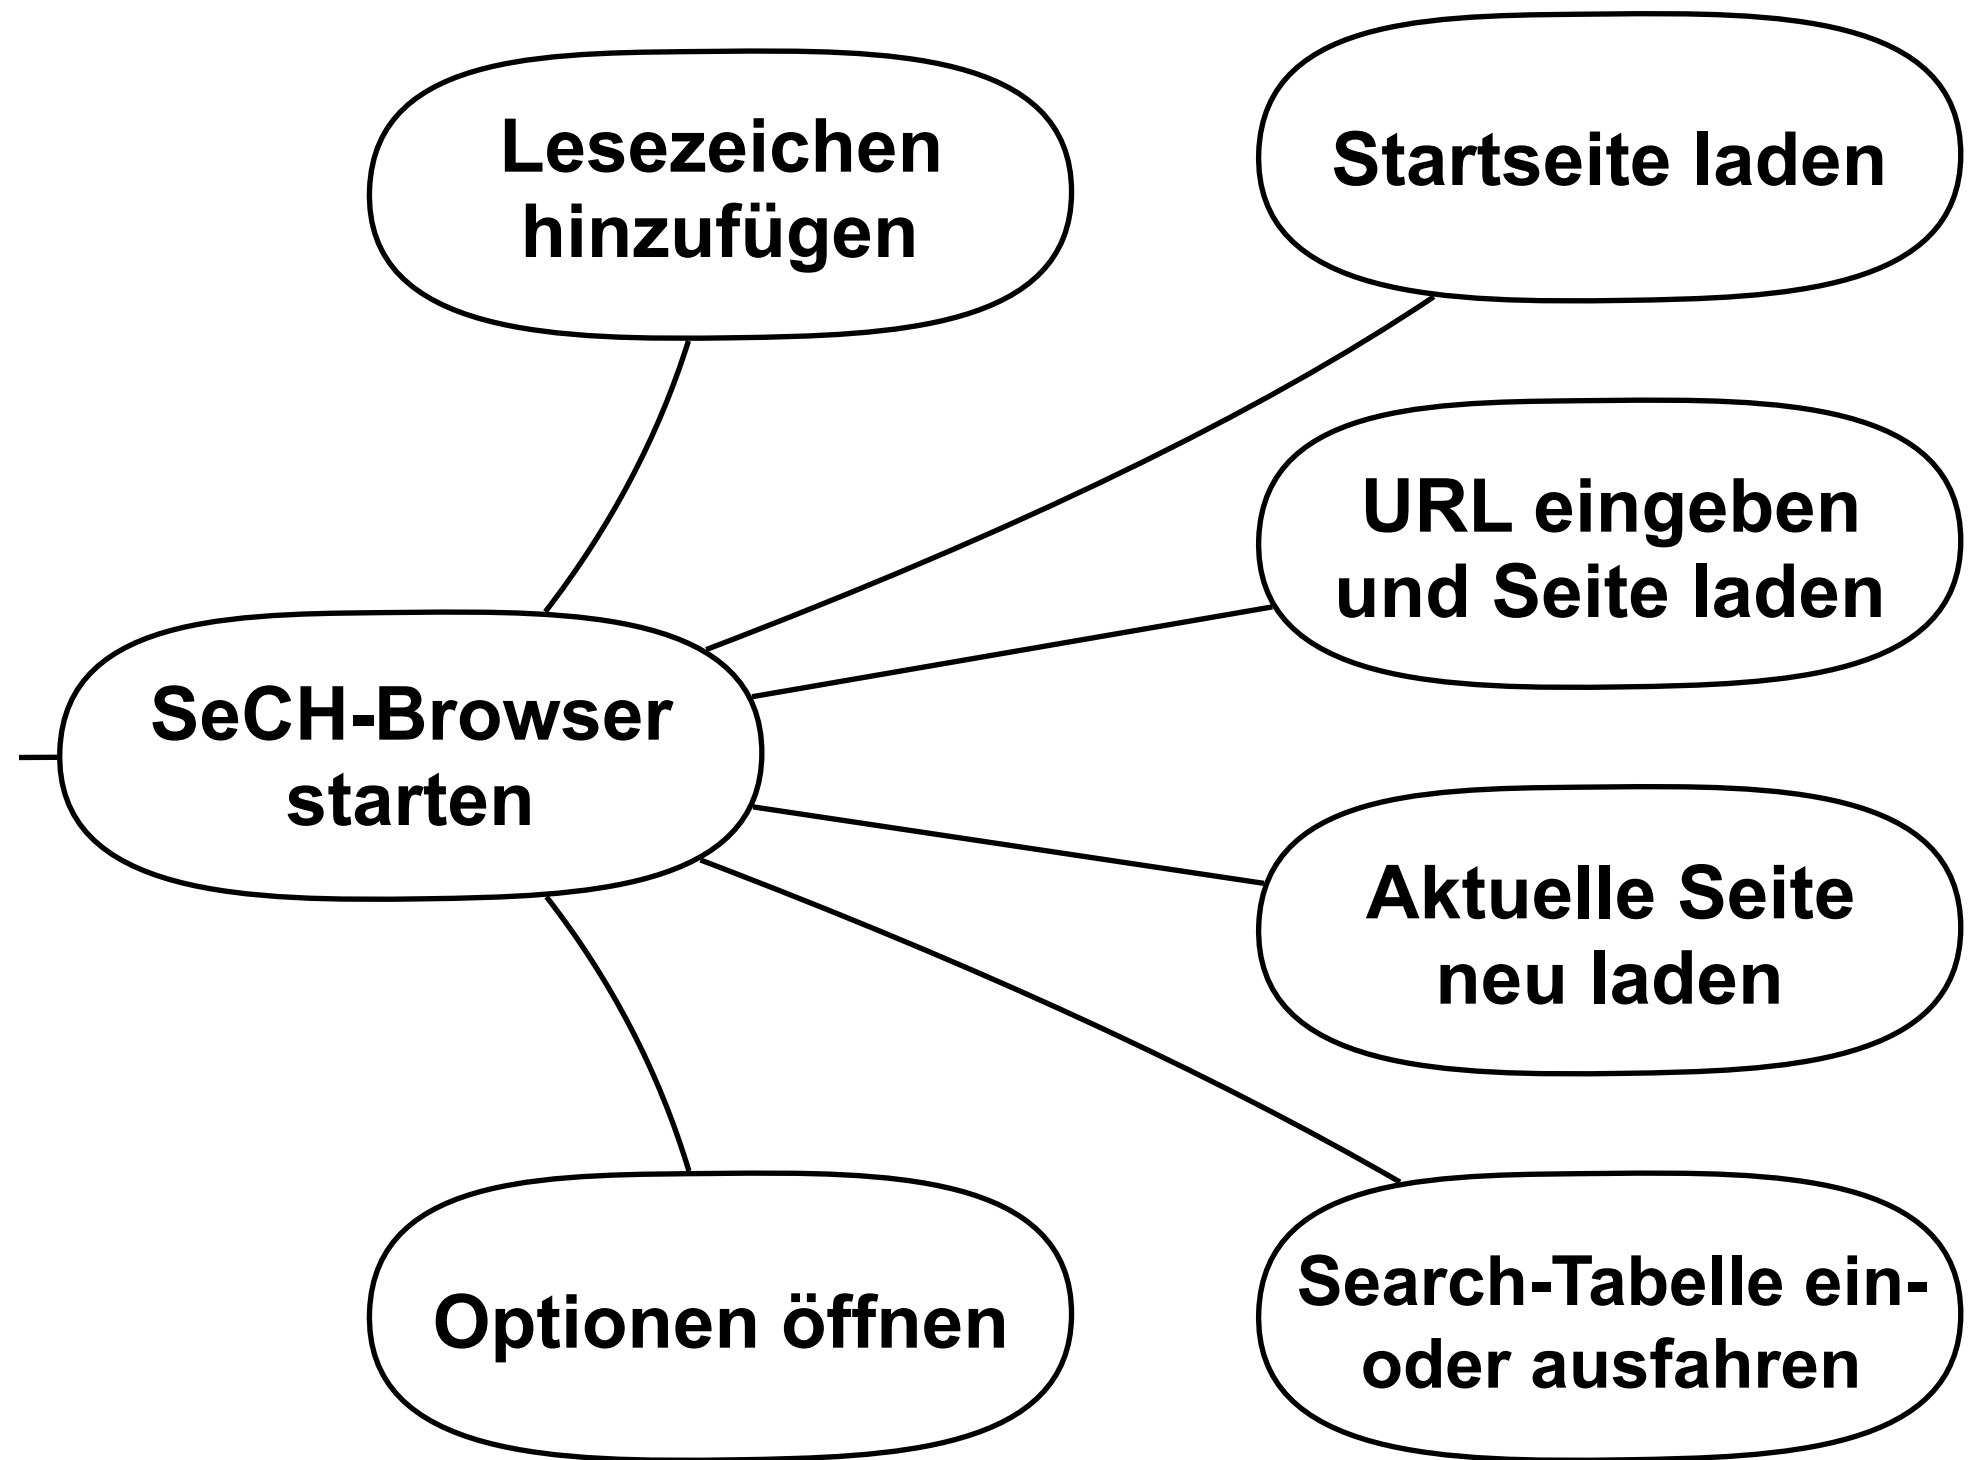 Lesezeichen
hinzufügen
Startseite laden
URL eingeben
und Seite laden
SeCH-Browser
starten
Aktuelle Seite
neu laden
Optionen öffnen
Search-Tabelle ein-
oder ausfahren